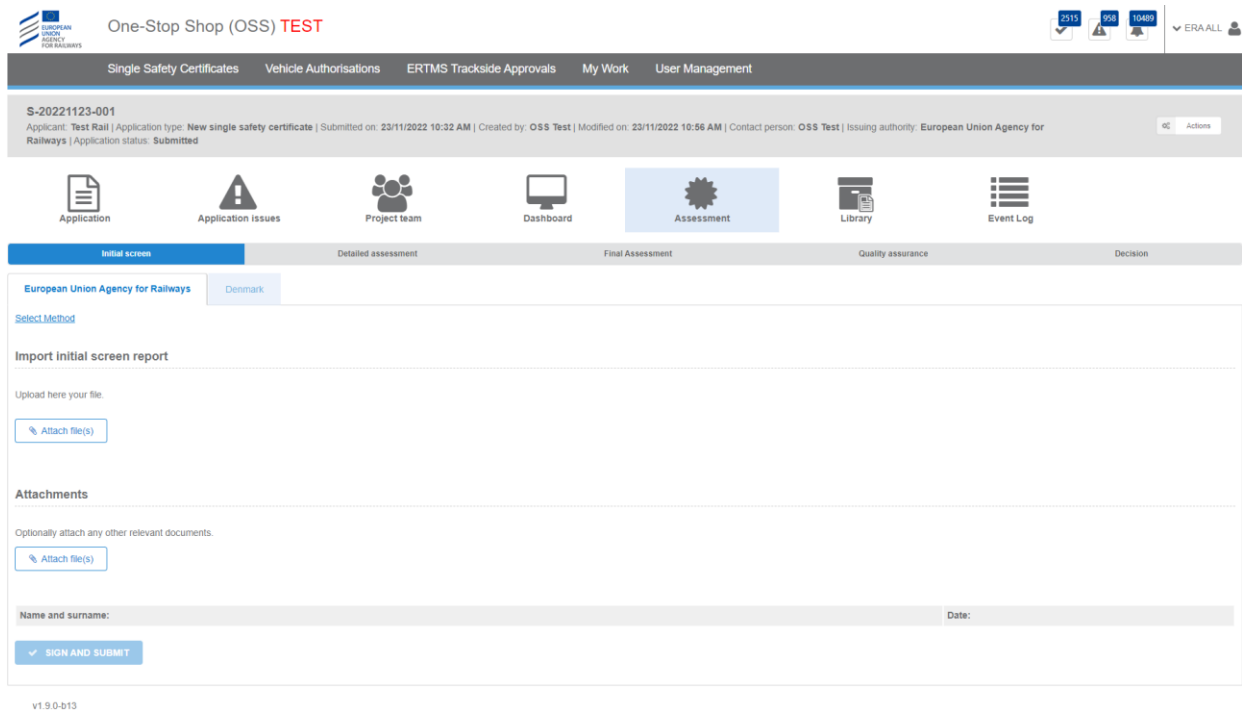 EUROPEAN
UNION
AGENCY
FOR RAILWAYS
One-Stop Shop (OSS) TEST
2515 958 10489
ERA ALL
Single Safety Certificates Vehicle Authorisations ERTMS Trackside Approvals My Work User Management
S-20221123-001
Applicant: Test Rail | Application type: New single safety certificate | Submitted on: 23/11/2022 10:32 AM | Created by: OSS Test | Modified on: 23/11/2022 10:56 AM | Contact person: OSS Test | Issuing authority: European Union Agency for
Railways | Application status: Submitted
Actions
Application Application issues Project team Dashboard Assessment Library Event Log
Initial screen Detailed assessment Final Assessment Quality assurance Decision
European Union Agency for Railways Denmark
Select Method
Import initial screen report
Upload here your file.
Attach file(s)
Attachments
Optionally attach any other relevant documents.
Attach file(s)
Name and surname: Date:
SIGN AND SUBMIT
v1.9.0-b13